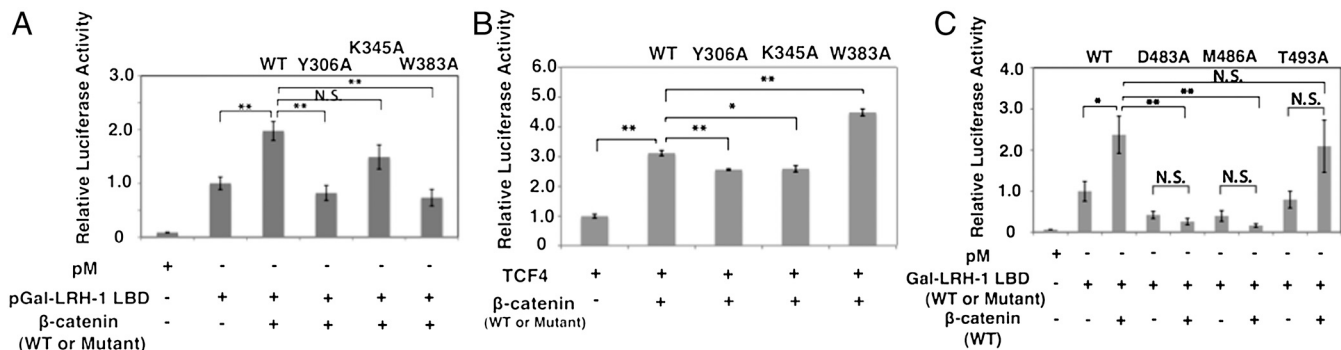 A
K345A
WT Y306A W383A
Relative Luciferase Activity
3.0
2.0
1.0
0
**
N.S.
** **
pM + - - - - -
pGal-LRH-1 LBD - + + + + +
β-catenin - - + + + +
(WT or Mutant)
B
WT Y306A K345A W383A
Relative Luciferase Activity
6.0
5.0
4.0
3.0
2.0
1.0
0
**
*
** **
TCF4 + + + + +
β-catenin - + + + +
(WT or Mutant)
C
WT D483A M486A T493A
Relative Luciferase Activity
4.0
3.0
2.0
1.0
0
N.S.
**
* ** N.S.
N.S. N.S.
pM + - - - - - - - -
Gal-LRH-1 LBD - + + + + + + + +
(WT or Mutant)
β-catenin - - + - + - + - +
(WT)